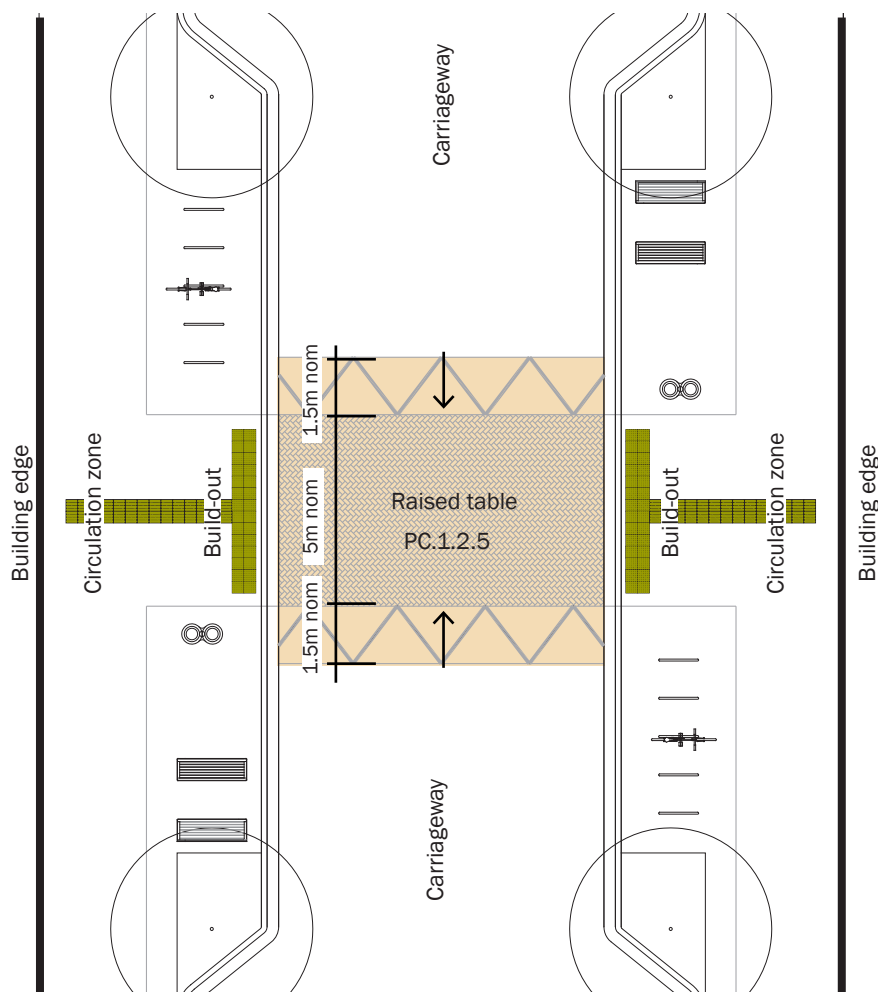 Carriageway
1.5m nom
5m nom
1.5m nom
Raised table
PC.1.2.5
Building edge
Circulation zone
Build-out
Build-out
Circulation zone
Building edge
Carriageway